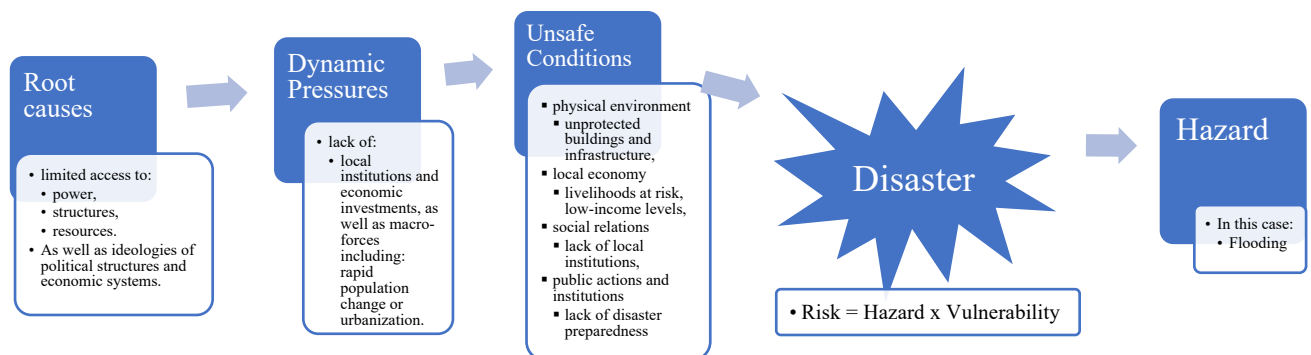 Root
causes
• limited access to:
• power,
• structures,
• resources.
• As well as ideologies of
political structures and
economic systems.
Dynamic
Pressures
• lack of:
• local
institutions and
economic
investments, as
well as macro-
forces
including:
rapid
population
change or
urbanization.
Unsafe
Conditions
▪ physical environment
▪ unprotected
buildings and
infrastructure,
▪ local economy
▪ livelihoods at risk,
low-income levels,
▪ social relations
▪ lack of local
institutions,
▪ public actions and
institutions
▪ lack of disaster
preparedness
Disaster
• Risk = Hazard x Vulnerability
Hazard
• In this case:
• Flooding